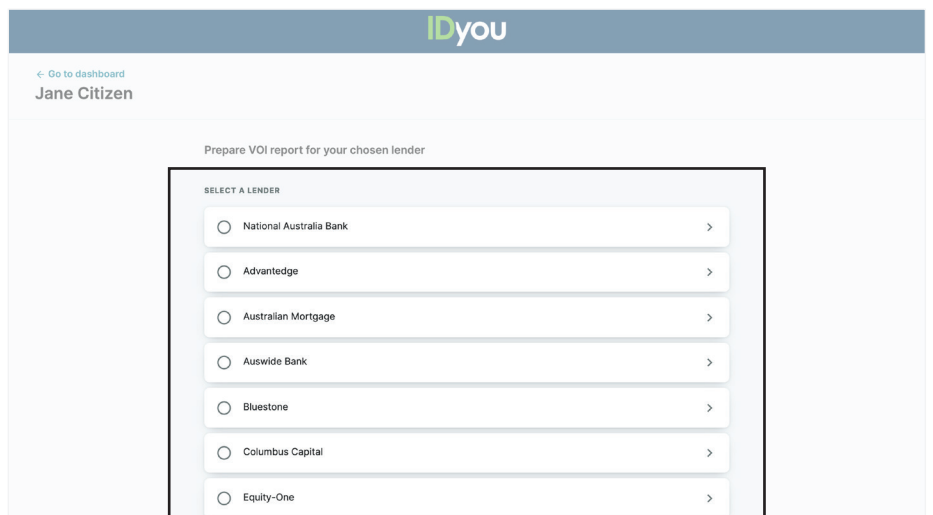 IDyou
← Go to dashboard
Jane Citizen
Prepare VOI report for your chosen lender
SELECT A LENDER
National Australia Bank
Advantedge
Australian Mortgage
Auswide Bank
Bluestone
Columbus Capital
Equity-One